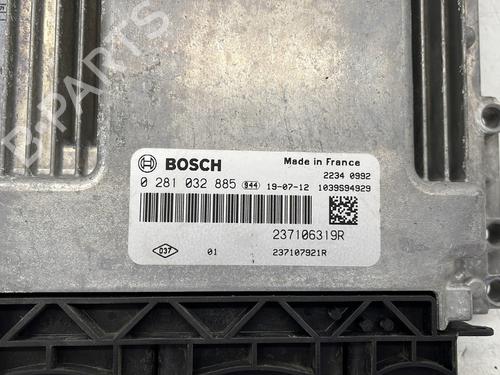 BOSCH
Made in France
2234 0992
0 281 032 885 944 19-07-12 1039S94929
237106319R
D37 01 237107921R
B-PARTS